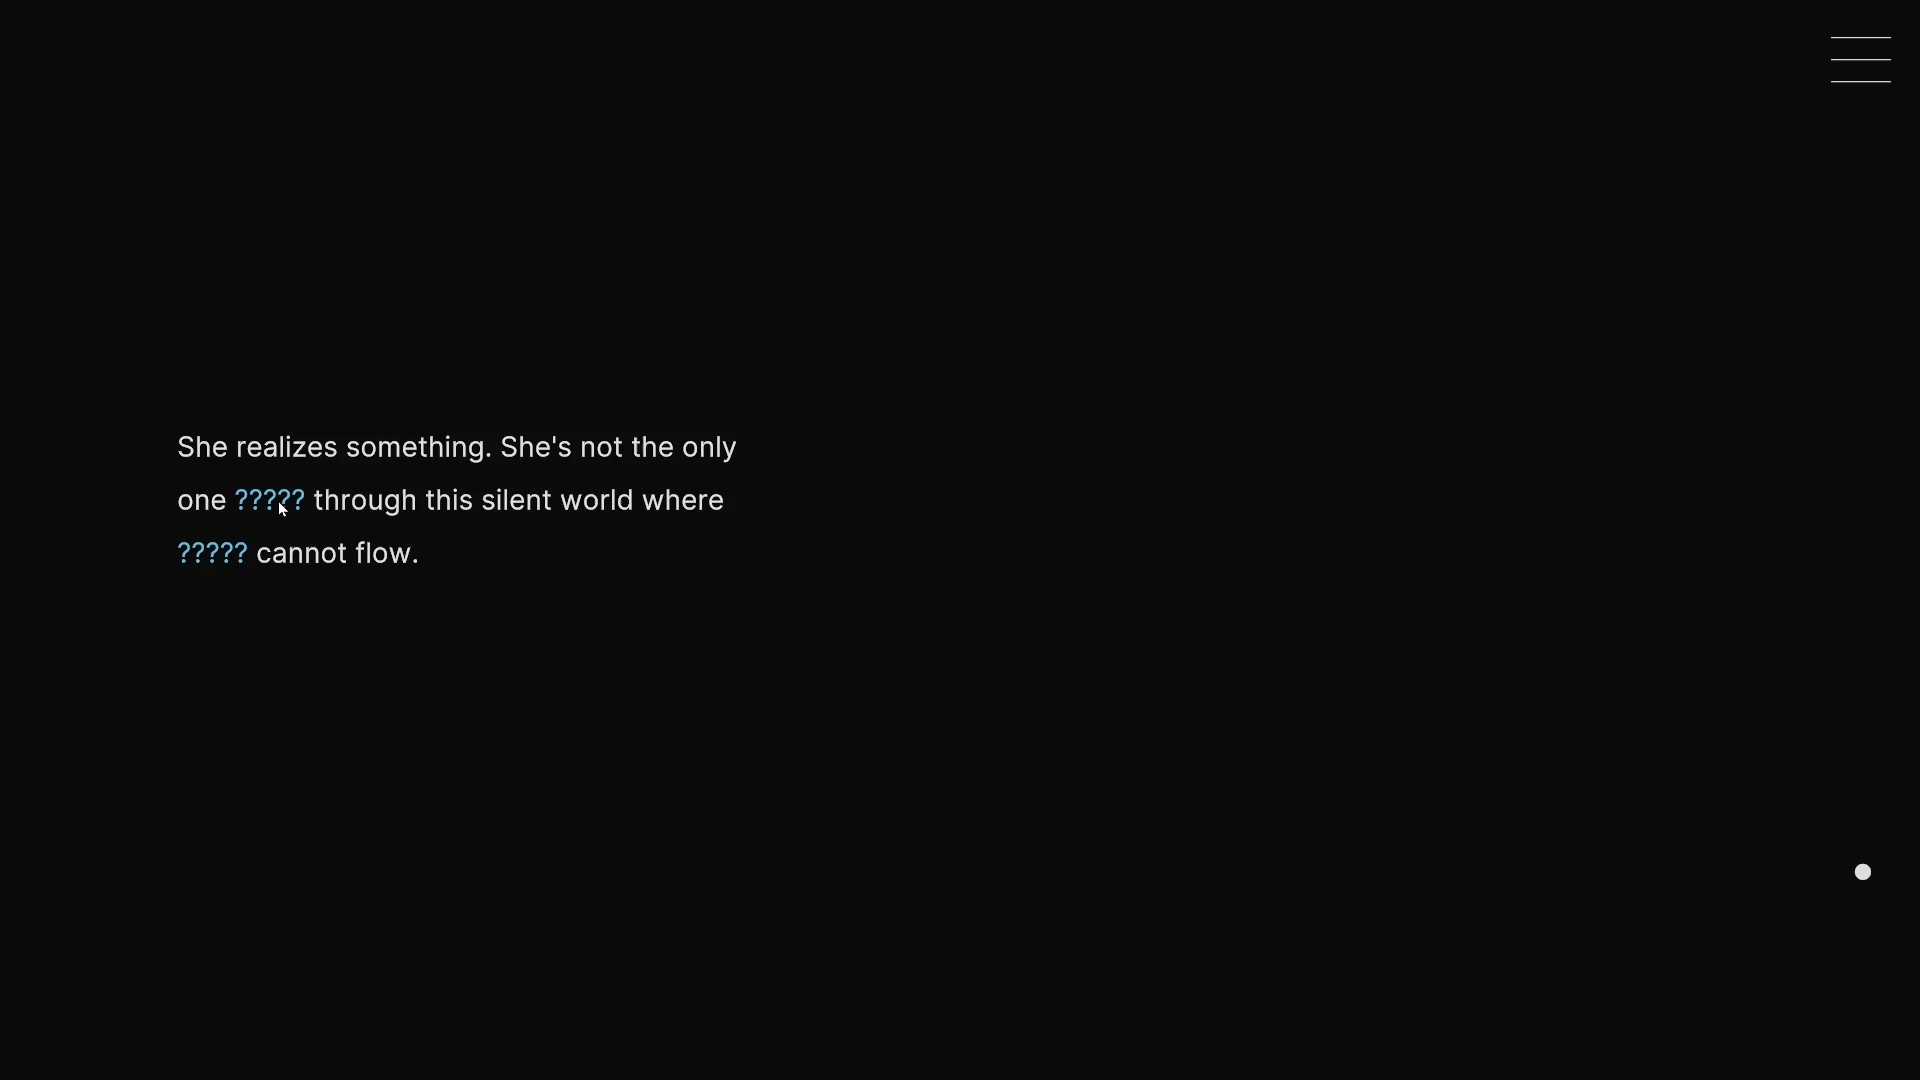 She realizes something. She's not the only
one ????? through this silent world where
????? cannot flow.